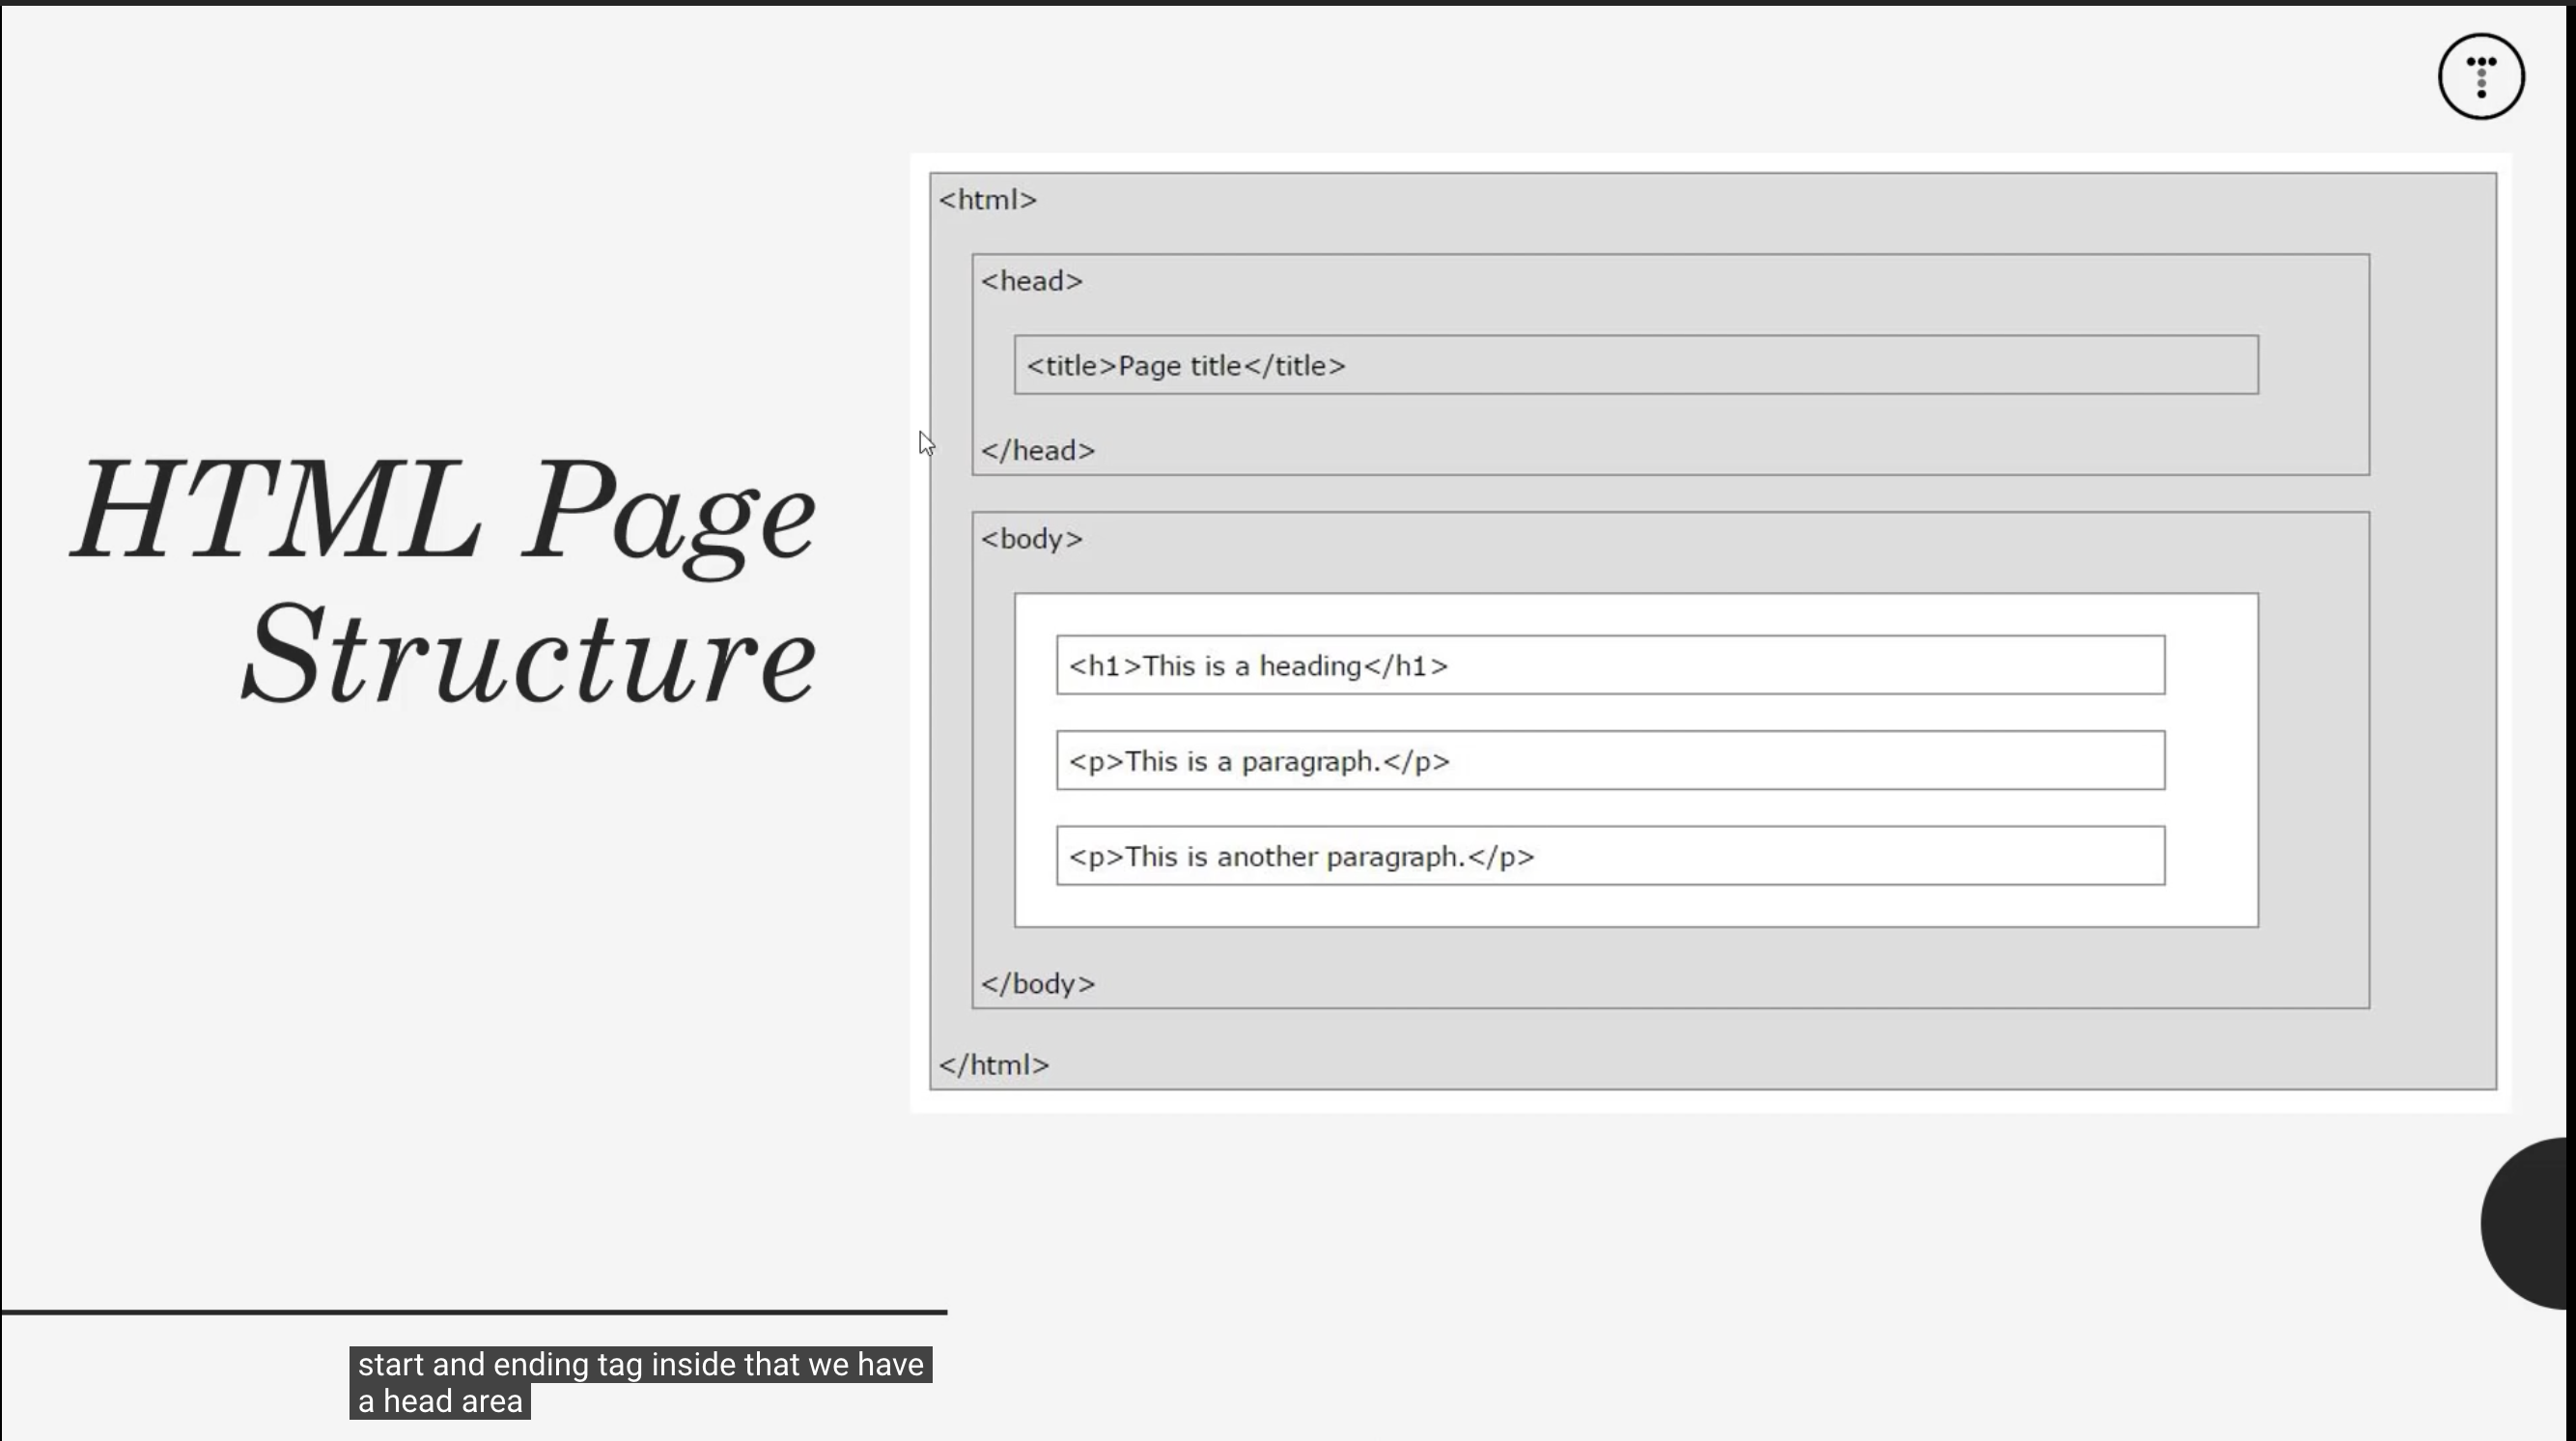 HTML Page
Structure
<html>
<head>
<title>Page title</title>
</head>
<body>
<h1>This is a heading</h1>
<p>This is a paragraph.</p>
<p>This is another paragraph.</p>
</body>
</html>
start and ending tag inside that we have
a head area